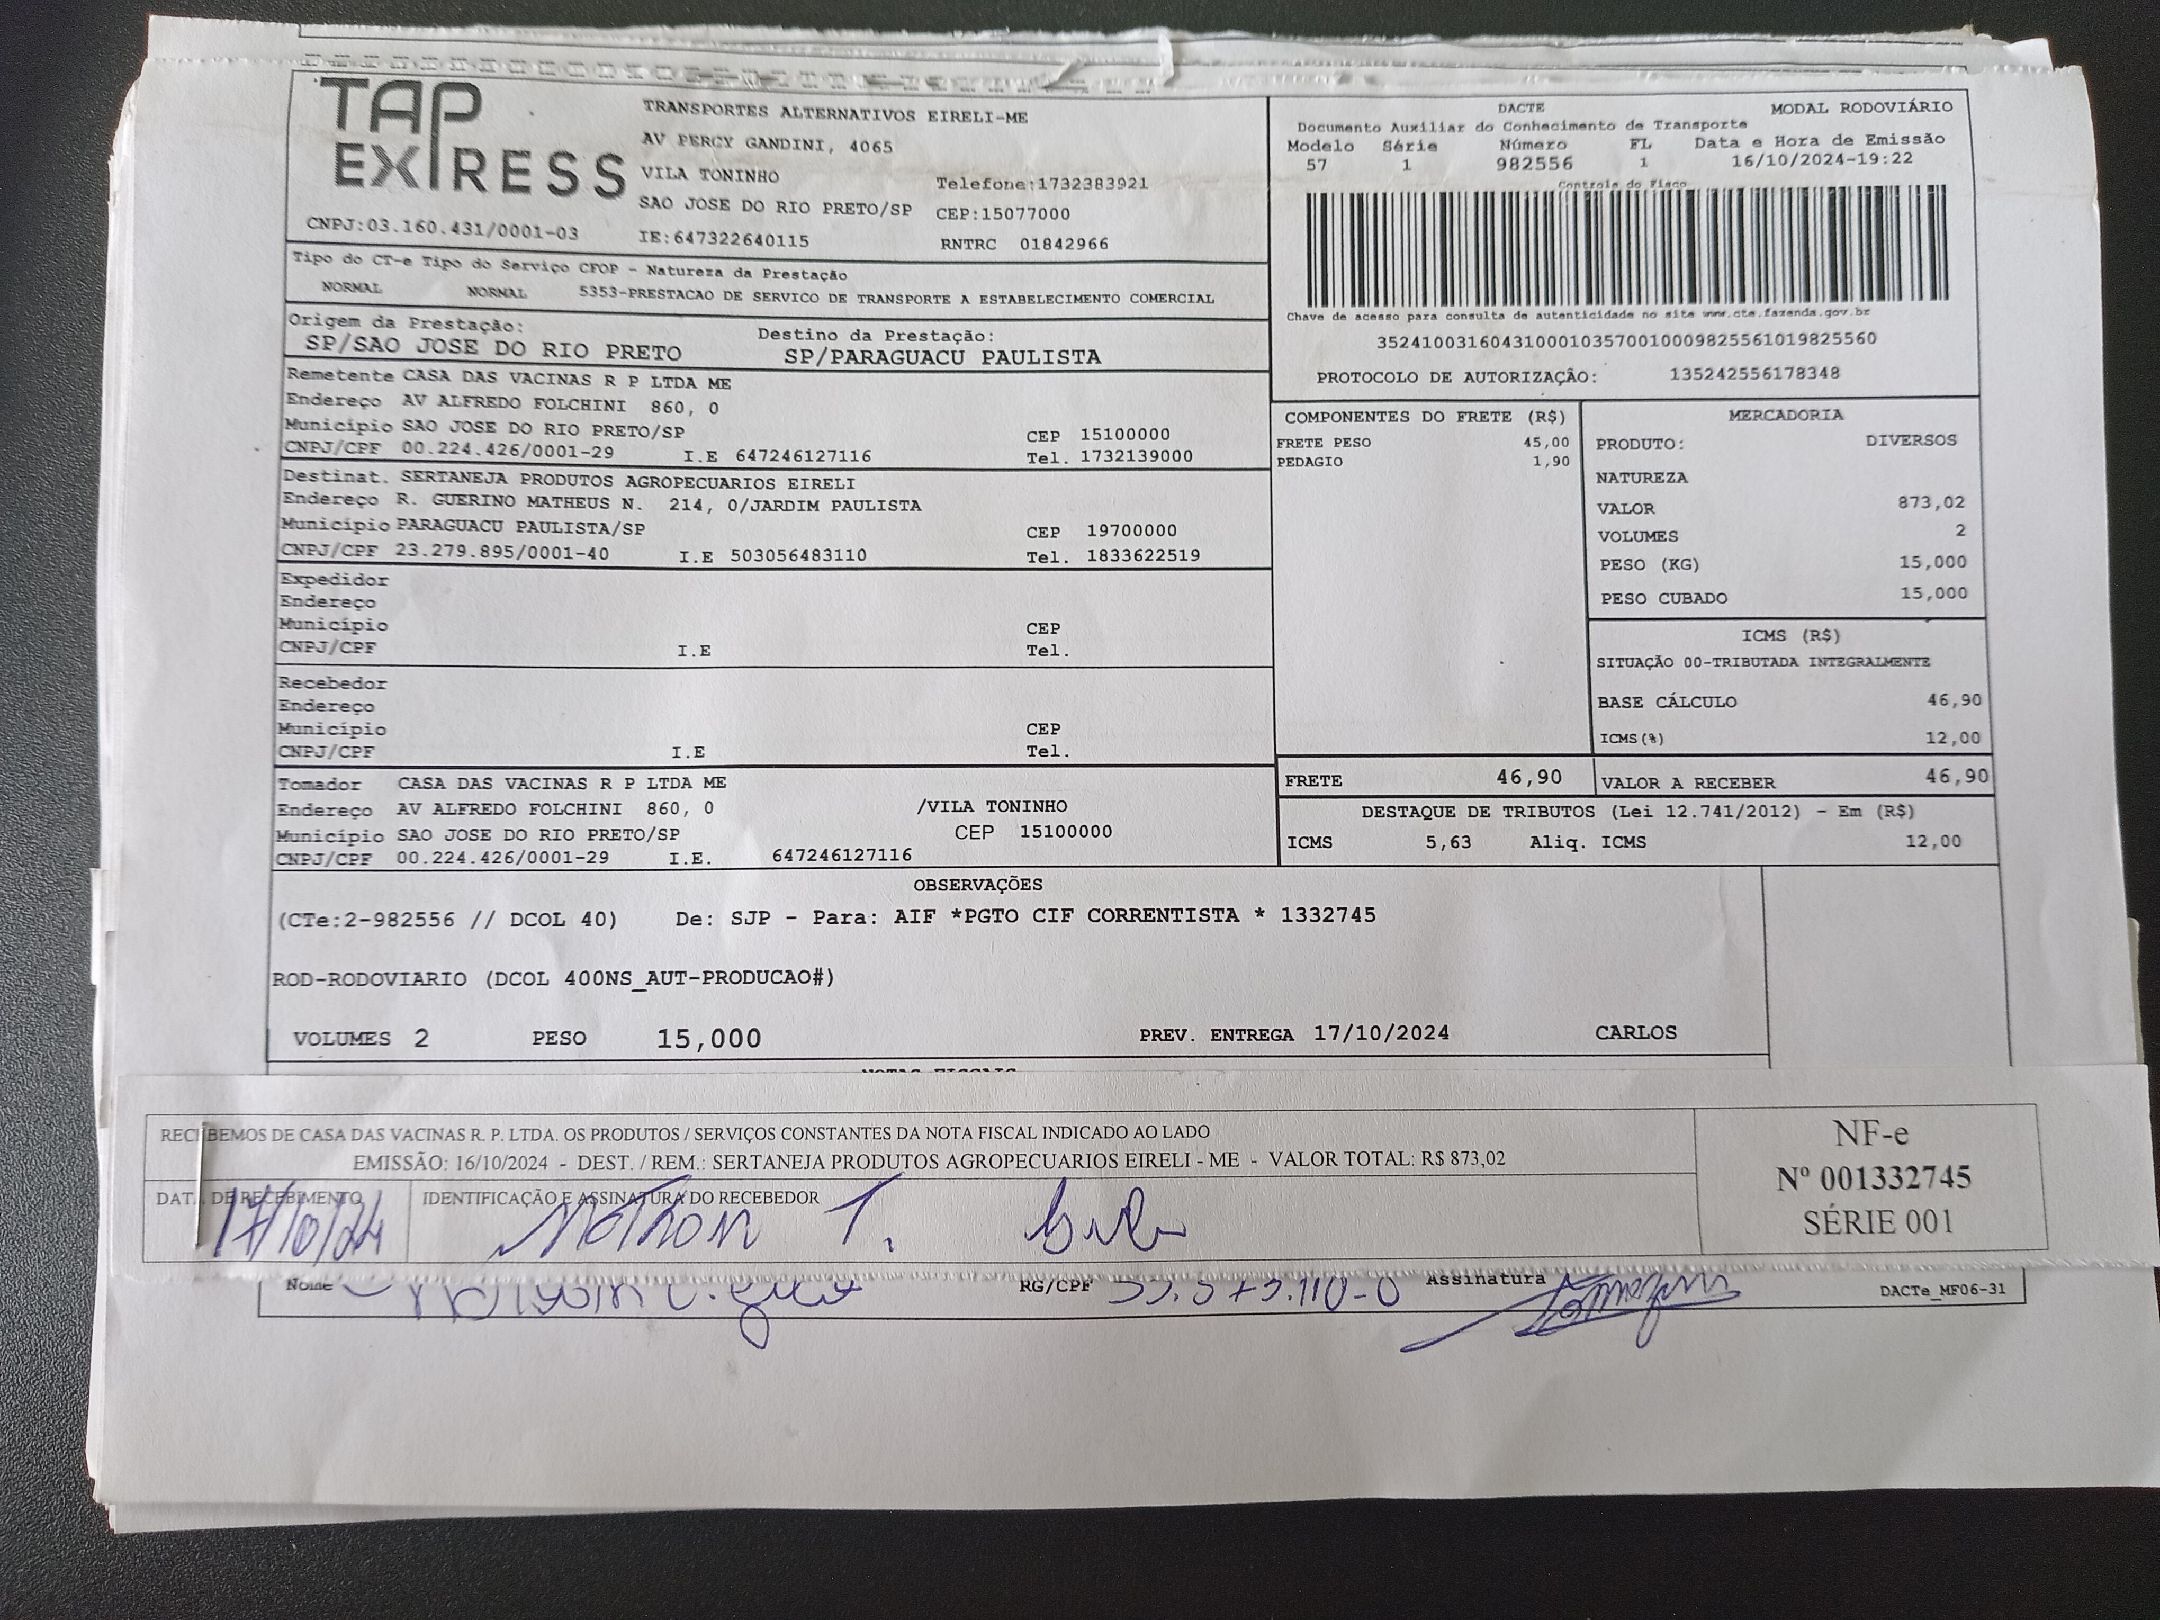 TAP EXPRESS
TRANSPORTES ALTERNATIVOS EIRELI-ME
AV PERCY GANDINI, 4065
VILA TONINHO Telefone:1732383921
SAO JOSE DO RIO PRETO/SP CEP:15077000
CNPJ:03.160.431/0001-03 IE:647322640115 RNTRC 01842966
DACTE MODAL RODOVIÁRIO
Documento Auxiliar do Conhecimento de Transporte
Modelo Série Número FL Data e Hora de Emissão
57 1 982556 1 16/10/2024-19:22
Controle do Fisco
Chave de acesso para consulta de autenticidade no site www.cte.fazenda.gov.br
35241003160431000103570010009825561019825560
PROTOCOLO DE AUTORIZAÇÃO: 135242556178348
Tipo do CT-e Tipo do Serviço CFOP - Natureza da Prestação
NORMAL NORMAL 5353-PRESTACAO DE SERVICO DE TRANSPORTE A ESTABELECIMENTO COMERCIAL
Origem da Prestação: Destino da Prestação:
SP/SAO JOSE DO RIO PRETO SP/PARAGUACU PAULISTA
Remetente CASA DAS VACINAS R P LTDA ME
Endereço AV ALFREDO FOLCHINI 860, 0
Município SAO JOSE DO RIO PRETO/SP CEP 15100000
CNPJ/CPF 00.224.426/0001-29 I.E 647246127116 Tel. 1732139000
Destinat. SERTANEJA PRODUTOS AGROPECUARIOS EIRELI
Endereço R. GUERINO MATHEUS N. 214, 0/JARDIM PAULISTA
Município PARAGUACU PAULISTA/SP CEP 19700000
CNPJ/CPF 23.279.895/0001-40 I.E 503056483110 Tel. 1833622519
Expedidor
Endereço
Município CEP
CNPJ/CPF I.E Tel.
Recebedor
Endereço
Município CEP
CNPJ/CPF I.E Tel.
Tomador CASA DAS VACINAS R P LTDA ME
Endereço AV ALFREDO FOLCHINI 860, 0 /VILA TONINHO
Município SAO JOSE DO RIO PRETO/SP CEP 15100000
CNPJ/CPF 00.224.426/0001-29 I.E. 647246127116
COMPONENTES DO FRETE (R$)
FRETE PESO 45,00
PEDAGIO 1,90
MERCADORIA
PRODUTO: DIVERSOS
NATUREZA
VALOR 873,02
VOLUMES 2
PESO (KG) 15,000
PESO CUBADO 15,000
ICMS (R$)
SITUAÇÃO 00-TRIBUTADA INTEGRALMENTE
BASE CÁLCULO 46,90
ICMS(%) 12,00
FRETE 46,90 VALOR A RECEBER 46,90
DESTAQUE DE TRIBUTOS (Lei 12.741/2012) - Em (R$)
ICMS 5,63 Aliq. ICMS 12,00
OBSERVAÇÕES
(CTe:2-982556 // DCOL 40) De: SJP - Para: AIF *PGTO CIF CORRENTISTA * 1332745
ROD-RODOVIARIO (DCOL 400NS_AUT-PRODUCAO#)
VOLUMES 2 PESO 15,000 PREV. ENTREGA 17/10/2024 CARLOS
NOTAS FISCAIS
RECEBEMOS DE CASA DAS VACINAS R. P. LTDA. OS PRODUTOS / SERVIÇOS CONSTANTES DA NOTA FISCAL INDICADO AO LADO
EMISSÃO: 16/10/2024 - DEST. / REM.: SERTANEJA PRODUTOS AGROPECUARIOS EIRELI - ME - VALOR TOTAL: R$ 873,02
DAT. DE RECEBIMENTO IDENTIFICAÇÃO E ASSINATURA DO RECEBEDOR
17/10/24 T.
NF-e
Nº 001332745
SÉRIE 001
Nome RG/CPF Assinatura DACTe_MF06-31